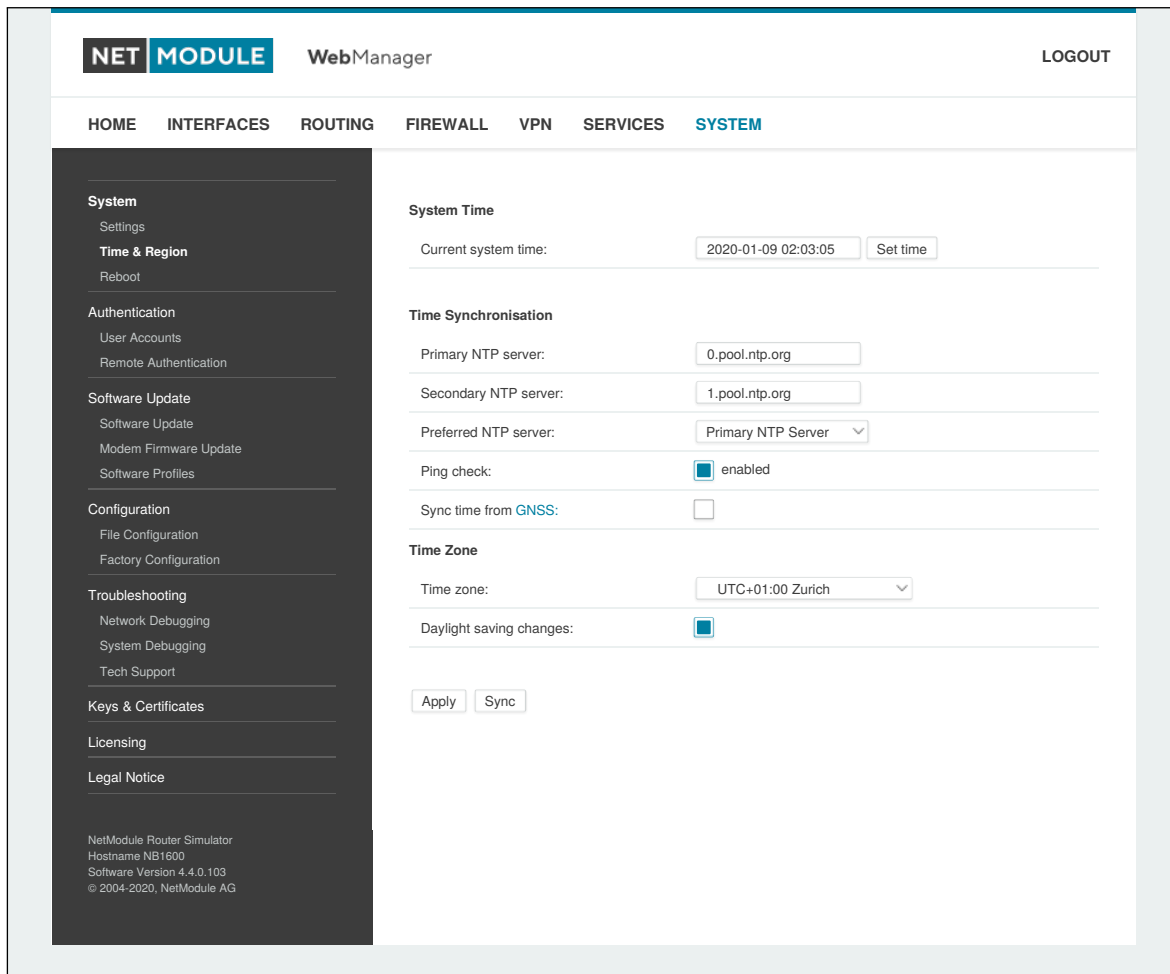 NET MODULE WebManager LOGOUT
HOME INTERFACES ROUTING FIREWALL VPN SERVICES SYSTEM
System
Settings
Time & Region
Reboot
Authentication
User Accounts
Remote Authentication
Software Update
Software Update
Modem Firmware Update
Software Profiles
Configuration
File Configuration
Factory Configuration
Troubleshooting
Network Debugging
System Debugging
Tech Support
Keys & Certificates
Licensing
Legal Notice
NetModule Router Simulator
Hostname NB1600
Software Version 4.4.0.103
© 2004-2020, NetModule AG
System Time
Current system time: 2020-01-09 02:03:05 Set time
Time Synchronisation
Primary NTP server: 0.pool.ntp.org
Secondary NTP server: 1.pool.ntp.org
Preferred NTP server: Primary NTP Server
Ping check: enabled
Sync time from GNSS:
Time Zone
Time zone: UTC+01:00 Zurich
Daylight saving changes:
Apply Sync